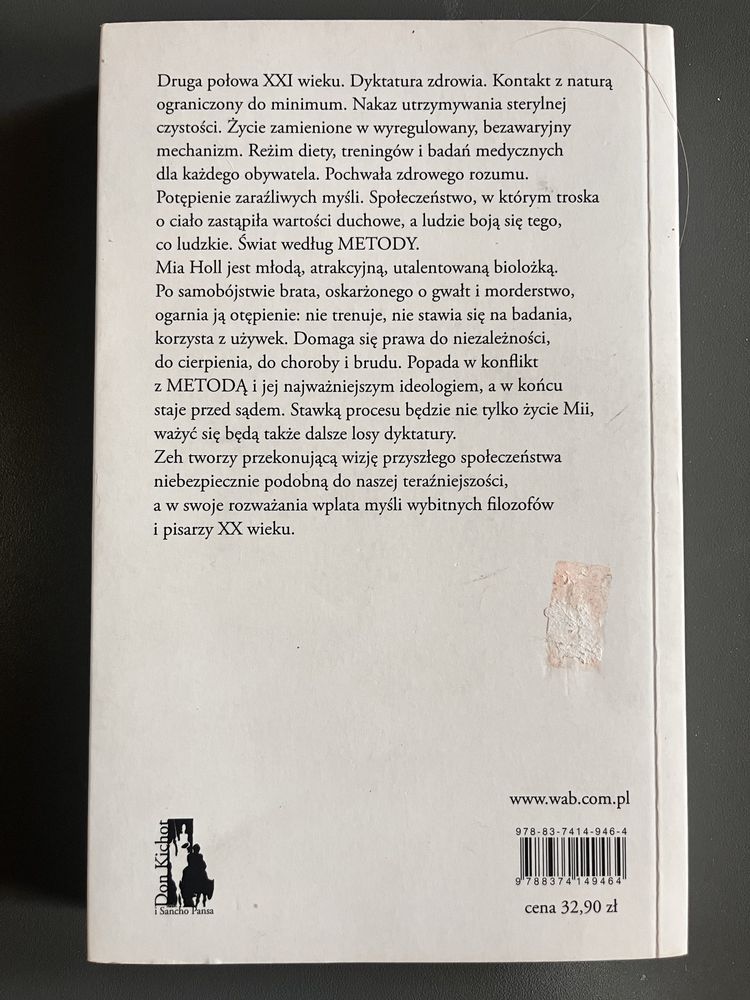 Druga połowa XXI wieku. Dyktatura zdrowia. Kontakt z naturą
ograniczony do minimum. Nakaz utrzymywania sterylnej
czystości. Życie zamienione w wyregulowany, bezawaryjny
mechanizm. Reżim diety, treningów i badań medycznych
dla każdego obywatela. Pochwała zdrowego rozumu.
Potępienie zaraźliwych myśli. Społeczeństwo, w którym troska
o ciało zastąpiła wartości duchowe, a ludzie boją się tego,
co ludzkie. Świat według METODY.
Mia Holl jest młodą, atrakcyjną, utalentowaną biolożką.
Po samobójstwie brata, oskarżonego o gwałt i morderstwo,
ogarnia ją otępienie: nie trenuje, nie stawia się na badania,
korzysta z używek. Domaga się prawa do niezależności,
do cierpienia, do choroby i brudu. Popada w konflikt
z METODĄ i jej najważniejszym ideologiem, a w końcu
staje przed sądem. Stawką procesu będzie nie tylko życie Mii,
ważyć się będą także dalsze losy dyktatury.
Zeh tworzy przekonującą wizję przyszłego społeczeństwa
niebezpiecznie podobną do naszej teraźniejszości,
a w swoje rozważania wplata myśli wybitnych filozofów
i pisarzy XX wieku.
www.wab.com.pl
978-83-7414-946-4
9 788374 149464
cena 32,90 zł
Don Kichot
i Sancho Pansa